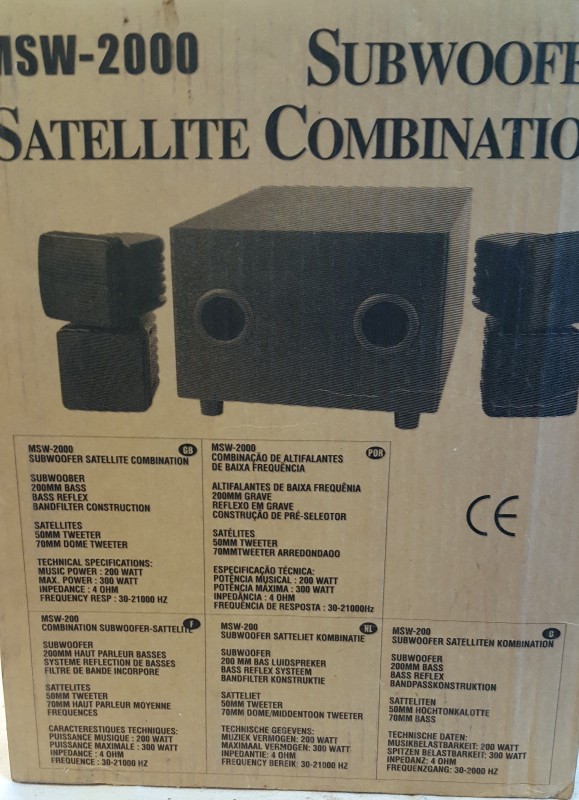 MSW-2000 SUBWOOFE
SATELLITE COMBINATIO
MSW-2000 GB
SUBWOOFER SATELLITE COMBINATION
SUBWOOBER
200MM BASS
BASS REFLEX
BANDFILTER CONSTRUCTION
SATELLITES
50MM TWEETER
70MM DOME TWEETER
TECHNICAL SPECIFICATIONS:
MUSIC POWER : 200 WATT
MAX. POWER : 300 WATT
INPEDANCE : 4 OHM
FREQUENCY RESP : 30-21000 HZ
MSW-2000 POR
COMBINAÇÃO DE ALTIFALANTES
DE BAIXA FREQUÊNCIA
ALTIFALANTES DE BAIXA FREQUÊNIA
200MM GRAVE
REFLEXO EM GRAVE
CONSTRUÇÃO DE PRÉ-SELEOTOR
SATÉLITES
50MM TWEETER
70MMTWEETER ARREDONDAOO
ESPECIFICAÇÃO TÉCNICA:
POTÊNCIA MUSICAL : 200 WATT
POTÊNCIA MÁXIMA : 300 WATT
INPEDÂNCIA : 4 OHM
FREQUÊNCIA DE RESPOSTA : 30-21000Hz
CE
MSW-200 F
COMBINATION SUBWOOFER-SATTELITE
SUBWOOFER
200MM HAUT PARLEUR BASSES
SYSTEME REFLECTION DE BASSES
FILTRE DE BANDE INCORPORE
SATTELITES
50MM TWEETER
70MM HAUT PARLEUR MOYENNE
FREQUENCES
CARACTERESTIQUES TECHNIQUES:
PUISSANCE MUSIQUE : 200 WATT
PUISSANCE MAXIMALE : 300 WATT
INPEDANCE : 4 OHM
FREQUENCE : 30-21000 HZ
MSW-200 NL
SUBWOOFER SATTELIET KOMBINATIE
SUBWOOFER
200 MM BAS LUIDSPREKER
BASS REFLEX SYSTEEM
BANDFILTER KONSTRUKTIE
SATTELIET
50MM TWEETER
70MM DOME/MIDDENTOON TWEETER
TECHNISCHE GEGEVENS:
MUZIEK VERMOGEN: 200 WATT
MAXIMAAL VERMOGEN: 300 WATT
INPEDANTIE: 4 OHM
FREQUENCY BEREIK: 30-21000 HZ
MSW-200 G
SUBWOOFER SATELLITEN KOMBINATION
SUBWOOFER
200MM BASS
BASS REFLEX
BANDPASSKONSTRUKTION
SATTELITEN
50MM HOCHTONKALOTTE
70MM BASS
TECHNISCHE DATEN:
MUSIKBELASTBARKEIT: 200 WATT
SPITZEN BELASTBARKEIT: 300 WATT
INPEDANZ: 4 OHM
FREQUENZGANG: 30-2000 HZ